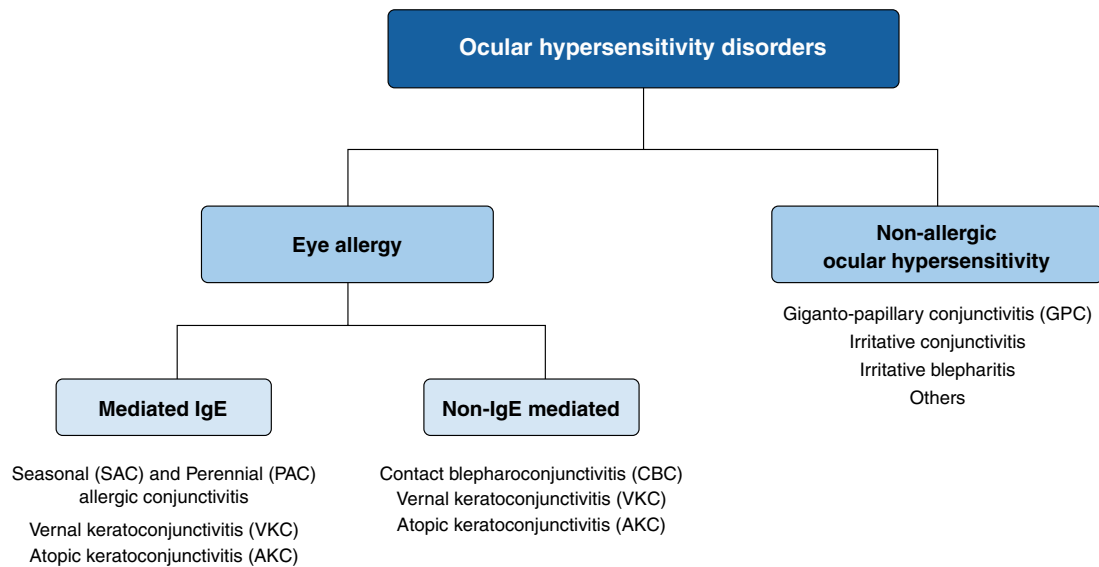 Ocular hypersensitivity disorders
Eye allergy
Non-allergic
ocular hypersensitivity
Giganto-papillary conjunctivitis (GPC)
Irritative conjunctivitis
Irritative blepharitis
Others
Mediated IgE
Non-IgE mediated
Seasonal (SAC) and Perennial (PAC)
allergic conjunctivitis
Vernal keratoconjunctivitis (VKC)
Atopic keratoconjunctivitis (AKC)
Contact blepharoconjunctivitis (CBC)
Vernal keratoconjunctivitis (VKC)
Atopic keratoconjunctivitis (AKC)